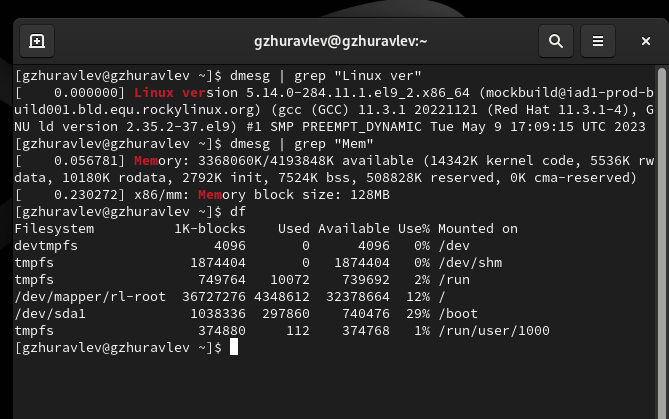 gzhuravlev@gzhuravlev:~
[gzhuravlev@gzhuravlev ~]$ dmesg | grep "Linux ver"
[    0.000000] Linux version 5.14.0-284.11.1.el9_2.x86_64 (mockbuild@iad1-prod-b
uild001.bld.equ.rockylinux.org) (gcc (GCC) 11.3.1 20221121 (Red Hat 11.3.1-4), G
NU ld version 2.35.2-37.el9) #1 SMP PREEMPT_DYNAMIC Tue May 9 17:09:15 UTC 2023
[gzhuravlev@gzhuravlev ~]$ dmesg | grep "Mem"
[    0.056781] Memory: 3368060K/4193848K available (14342K kernel code, 5536K rw
data, 10180K rodata, 2792K init, 7524K bss, 508828K reserved, 0K cma-reserved)
[    0.230272] x86/mm: Memory block size: 128MB
[gzhuravlev@gzhuravlev ~]$ df
Filesystem          1K-blocks    Used Available Use% Mounted on
devtmpfs                 4096       0      4096   0% /dev
tmpfs                 1874404       0   1874404   0% /dev/shm
tmpfs                  749764   10072    739692   2% /run
/dev/mapper/rl-root  36727276 4348612  32378664  12% /
/dev/sda1             1038336  297860    740476  29% /boot
tmpfs                  374880     112    374768   1% /run/user/1000
[gzhuravlev@gzhuravlev ~]$